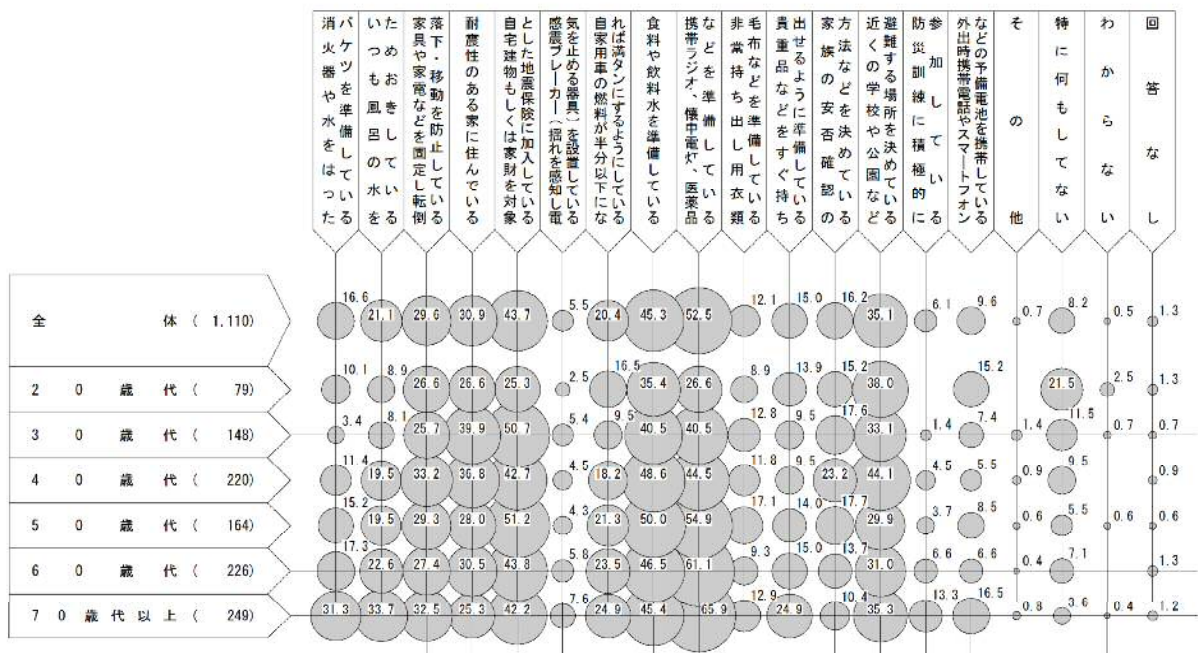 消火器や水をはった
バケツを準備している
いつも風呂の水を
ためおきしている
家具や家電などを固定し転倒
落下・移動を防止している
耐震性のある家に住んでいる
自宅建物もしくは家財を対象
とした地震保険に加入している
感震ブレーカー(揺れを感知し電
気を止める器具)を設置している
自家用車の燃料が半分以下にな
れば満タンにするようにしている
食料や飲料水を準備している
携帯ラジオ、懐中電灯、医薬品
などを準備している
非常持ち出し用衣類
毛布などを準備している
貴重品などをすぐ持ち
出せるように準備している
家族の安否確認の
方法などを決めている
近くの学校や公園など
避難する場所を決めている
防災訓練に積極的に
参加している
外出時携帯電話やスマートフォン
などの予備電池を携帯している
その他
特に何もしてない
わからない
回答なし
全体 (1,110) 16.6 21.1 29.6 30.9 43.7 5.5 20.4 45.3 52.5 12.1 15.0 16.2 35.1 6.1 9.6 0.7 8.2 0.5 1.3
20歳代 (79) 10.1 8.9 26.6 26.6 25.3 2.5 16.5 35.4 26.6 8.9 13.9 15.2 38.0 15.2 21.5 2.5 1.3
30歳代 (148) 3.4 8.1 25.7 39.9 50.7 5.4 9.5 40.5 40.5 12.8 9.5 17.6 33.1 1.4 7.4 1.4 11.5 0.7 0.7
40歳代 (220) 11.4 19.5 33.2 36.8 42.7 4.5 18.2 48.6 44.5 11.8 9.5 23.2 44.1 4.5 5.5 0.9 9.5 0.9
50歳代 (164) 15.2 19.5 29.3 28.0 51.2 4.3 21.3 50.0 54.9 17.1 14.0 17.7 29.9 3.7 8.5 0.6 5.5 0.6 0.6
60歳代 (226) 17.3 22.6 27.4 30.5 43.8 5.8 23.5 46.5 61.1 9.3 15.0 13.7 31.0 6.6 6.6 0.4 7.1 1.3
70歳代以上 (249) 31.3 33.7 32.5 25.3 42.2 7.6 24.9 45.4 65.9 12.9 24.9 10.4 35.3 13.3 16.5 0.8 3.6 0.4 1.2